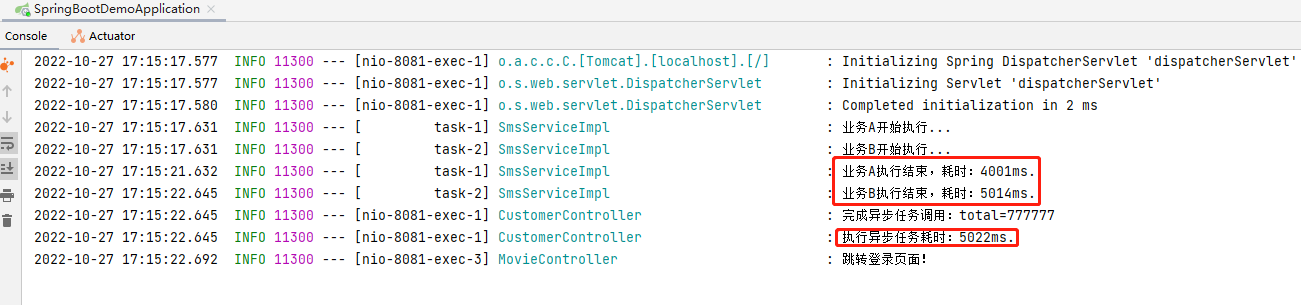 SpringBootDemoApplication ×
Console Actuator
2022-10-27 17:15:17.577 INFO 11300 --- [nio-8081-exec-1] o.a.c.c.C.[Tomcat].[localhost].[/] : Initializing Spring DispatcherServlet 'dispatcherServlet'
2022-10-27 17:15:17.577 INFO 11300 --- [nio-8081-exec-1] o.s.web.servlet.DispatcherServlet : Initializing Servlet 'dispatcherServlet'
2022-10-27 17:15:17.580 INFO 11300 --- [nio-8081-exec-1] o.s.web.servlet.DispatcherServlet : Completed initialization in 2 ms
2022-10-27 17:15:17.631 INFO 11300 --- [ task-1] SmsServiceImpl : 业务A开始执行...
2022-10-27 17:15:17.631 INFO 11300 --- [ task-2] SmsServiceImpl : 业务B开始执行...
2022-10-27 17:15:21.632 INFO 11300 --- [ task-1] SmsServiceImpl : 业务A执行结束，耗时：4001ms.
2022-10-27 17:15:22.645 INFO 11300 --- [ task-2] SmsServiceImpl : 业务B执行结束，耗时：5014ms.
2022-10-27 17:15:22.645 INFO 11300 --- [nio-8081-exec-1] CustomerController : 完成异步任务调用：total=777777
2022-10-27 17:15:22.645 INFO 11300 --- [nio-8081-exec-1] CustomerController : 执行异步任务耗时：5022ms.
2022-10-27 17:15:22.692 INFO 11300 --- [nio-8081-exec-3] MovieController : 跳转登录页面！